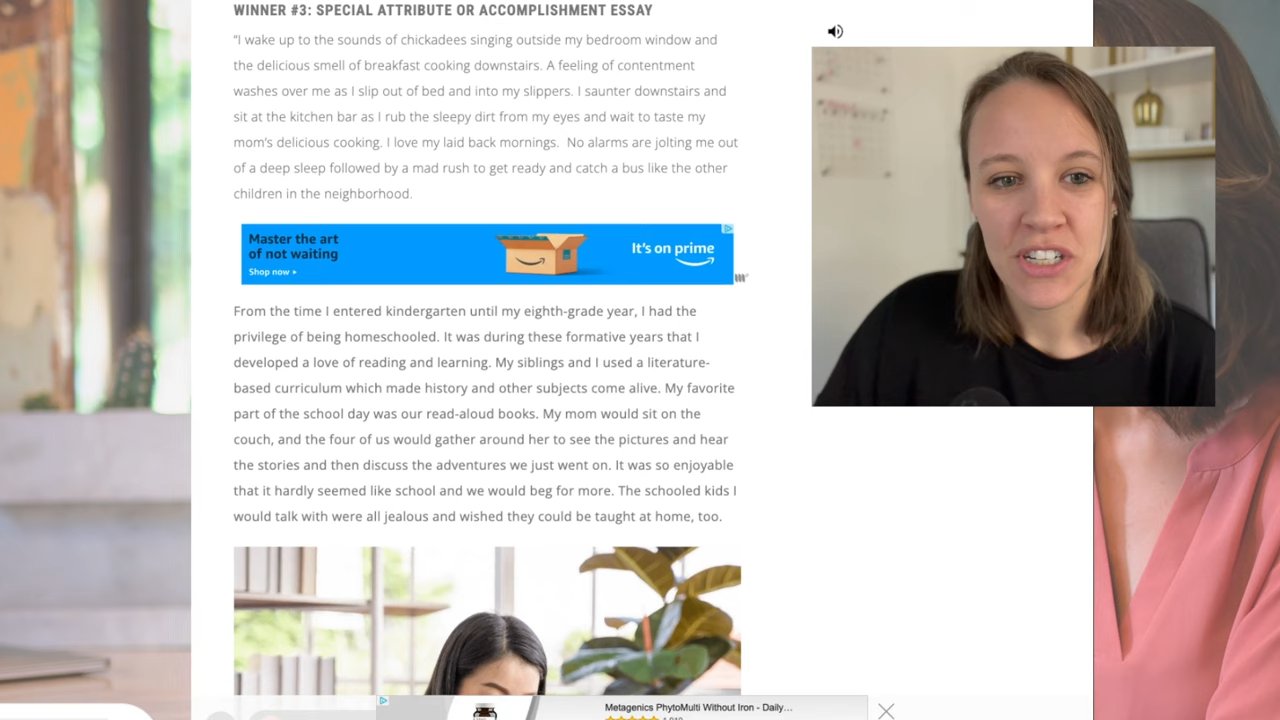 WINNER #3: SPECIAL ATTRIBUTE OR ACCOMPLISHMENT ESSAY
"I wake up to the sounds of chickadees singing outside my bedroom window and
the delicious smell of breakfast cooking downstairs. A feeling of contentment
washes over me as I slip out of bed and into my slippers. I saunter downstairs and
sit at the kitchen bar as I rub the sleepy dirt from my eyes and wait to taste my
mom's delicious cooking. I love my laid back mornings.  No alarms are jolting me out
of a deep sleep followed by a mad rush to get ready and catch a bus like the other
children in the neighborhood.
Master the art
of not waiting
Shop now
It's on prime
From the time I entered kindergarten until my eighth-grade year, I had the
privilege of being homeschooled. It was during these formative years that I
developed a love of reading and learning. My siblings and I used a literature-
based curriculum which made history and other subjects come alive. My favorite
part of the school day was our read-aloud books. My mom would sit on the
couch, and the four of us would gather around her to see the pictures and hear
the stories and then discuss the adventures we just went on. It was so enjoyable
that it hardly seemed like school and we would beg for more. The schooled kids I
would talk with were all jealous and wished they could be taught at home, too.
Metagenics PhytoMulti Without Iron - Daily...